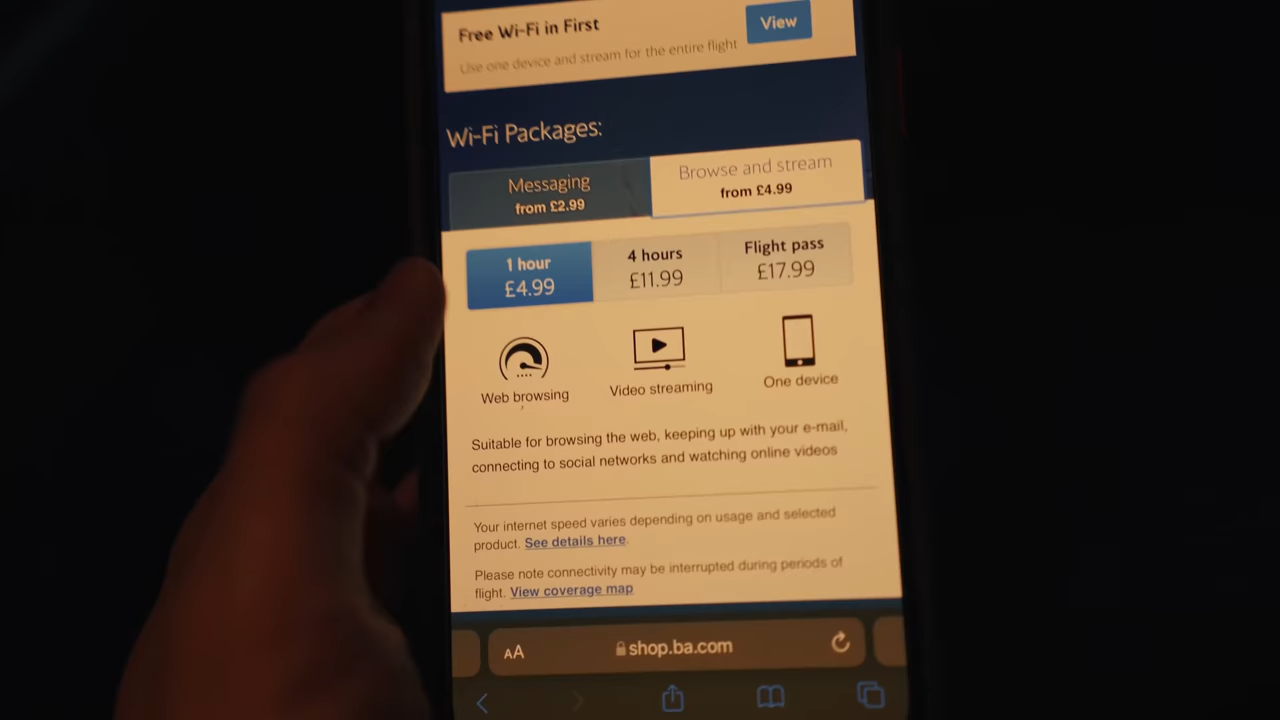 Free Wi-Fi in First
View
Use one device and stream for the entire flight
Wi-Fi Packages:
Messaging
from £2.99
Browse and stream
from £4.99
1 hour
£4.99
4 hours
£11.99
Flight pass
£17.99
Web browsing
Video streaming
One device
Suitable for browsing the web, keeping up with your e-mail,
connecting to social networks and watching online videos
Your internet speed varies depending on usage and selected
product. See details here.
Please note connectivity may be interrupted during periods of
flight. View coverage map
AA
shop.ba.com